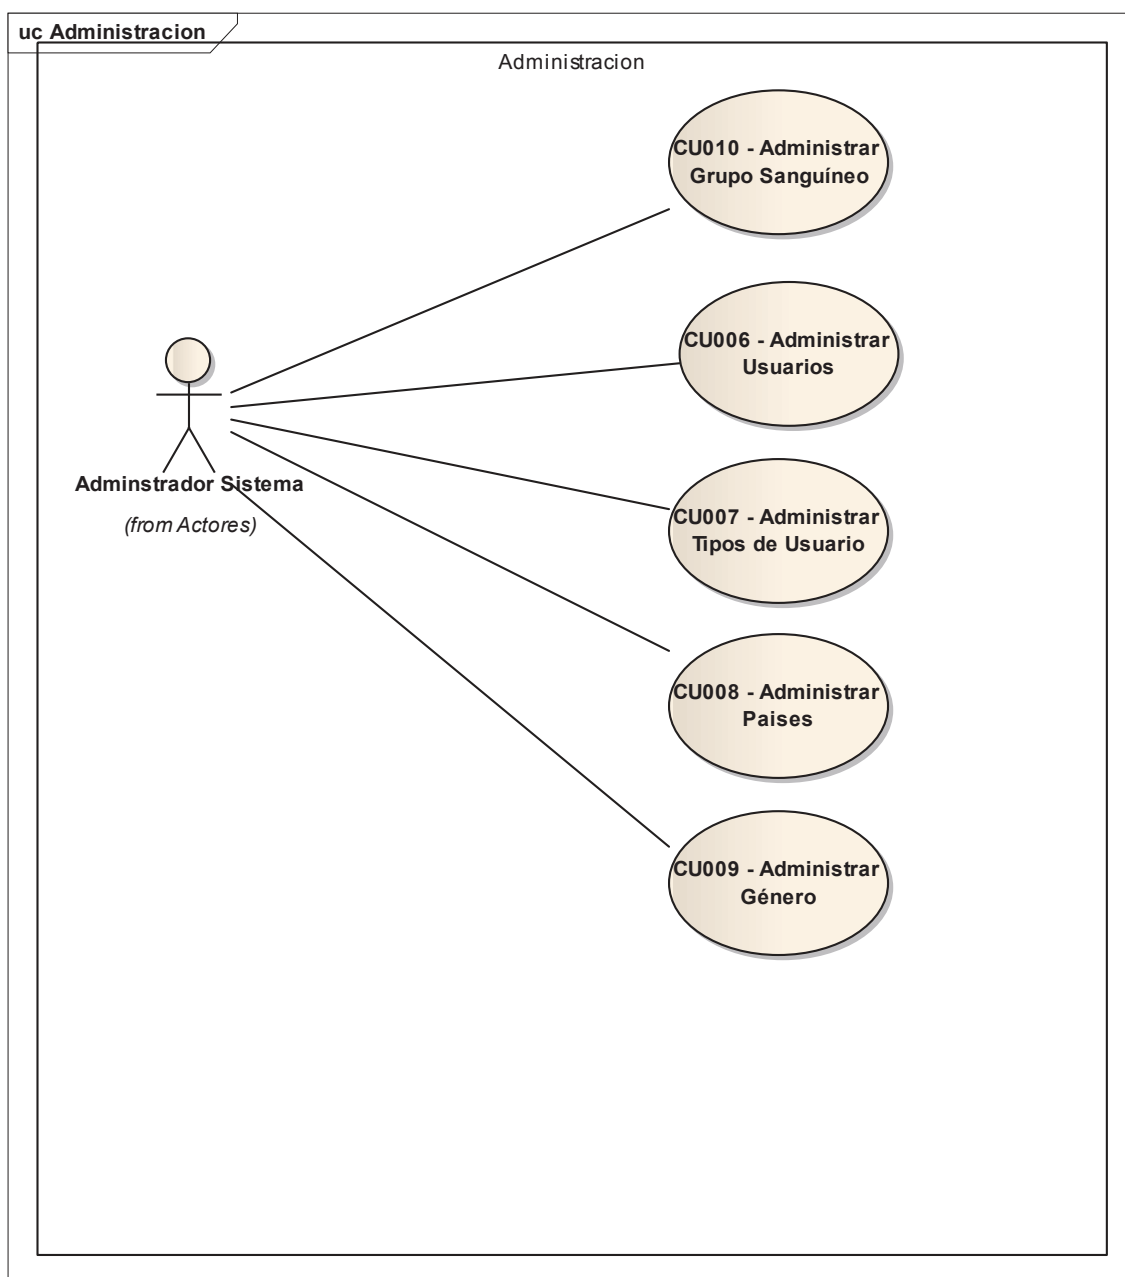 uc Administracion
Administracion
CU010 - Administrar
Grupo Sanguíneo
CU006 - Administrar
Usuarios
Adminstrador Sistema
(from Actores)
CU007 - Administrar
Tipos de Usuario
CU008 - Administrar
Paises
CU009 - Administrar
Género